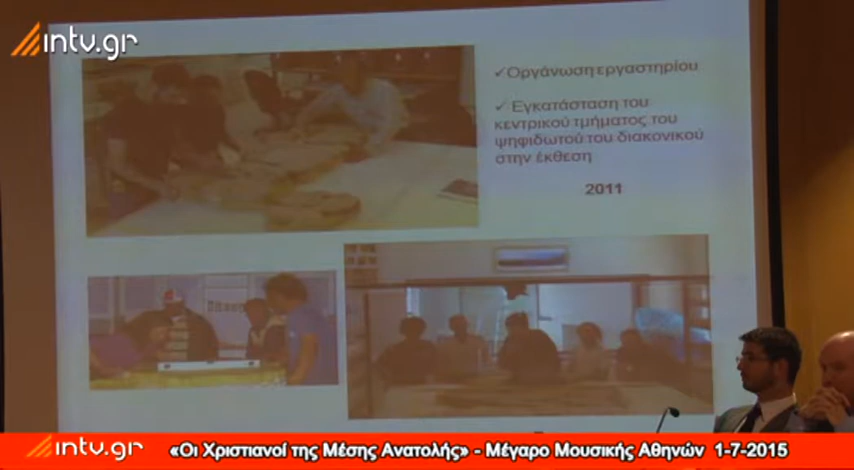 intv.gr
✓Οργάνωση εργαστηρίου
✓ Εγκατάσταση του
κεντρικού τμήματος του
ψηφιδωτού του διακονικού
στην έκθεση
2011
intv.gr «Οι Χριστιανοί της Μέσης Ανατολής» - Μέγαρο Μουσικής Αθηνών 1-7-2015